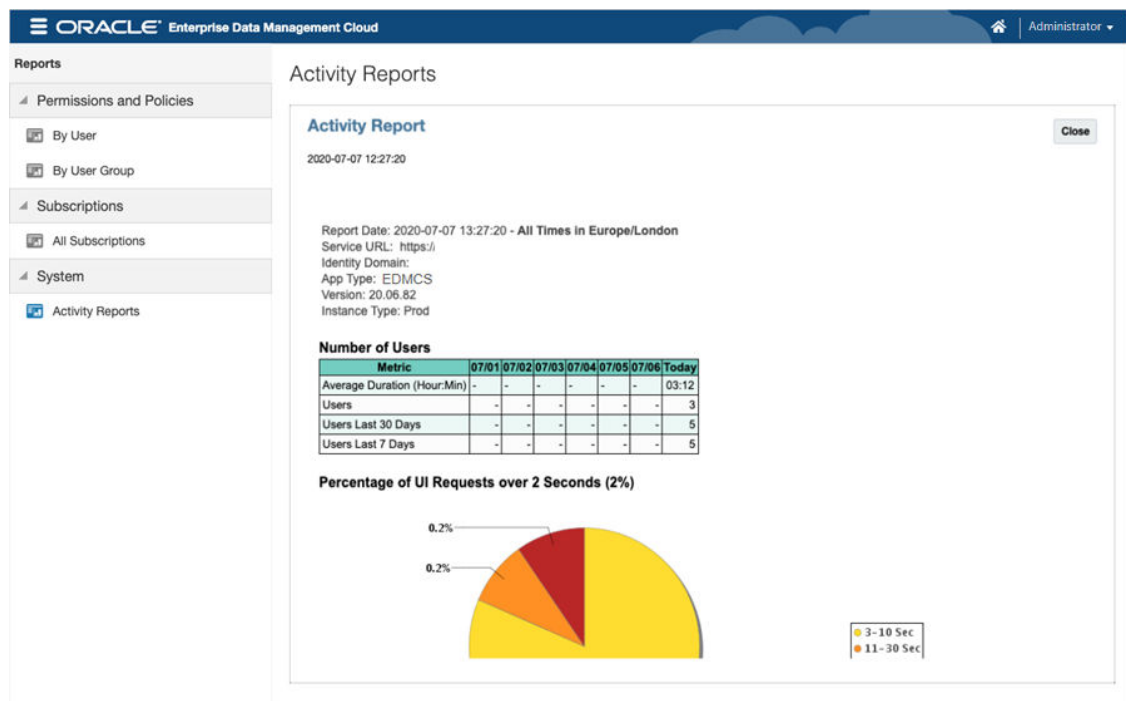 ORACLE® Enterprise Data Management Cloud
Administrator
Reports
Permissions and Policies
By User
By User Group
Subscriptions
All Subscriptions
System
Activity Reports
Activity Reports
Activity Report
Close
2020-07-07 12:27:20
Report Date: 2020-07-07 13:27:20 - All Times in Europe/London
Service URL: https:/
Identity Domain:
App Type: EDMCS
Version: 20.06.82
Instance Type: Prod
Number of Users
Metric 07/01 07/02 07/03 07/04 07/05 07/06 Today
Average Duration (Hour:Min) - - - - - - 03:12
Users - - - - - - 3
Users Last 30 Days - - - - - - 5
Users Last 7 Days - - - - - - 5
Percentage of UI Requests over 2 Seconds (2%)
0.2%
0.2%
3-10 Sec
11-30 Sec